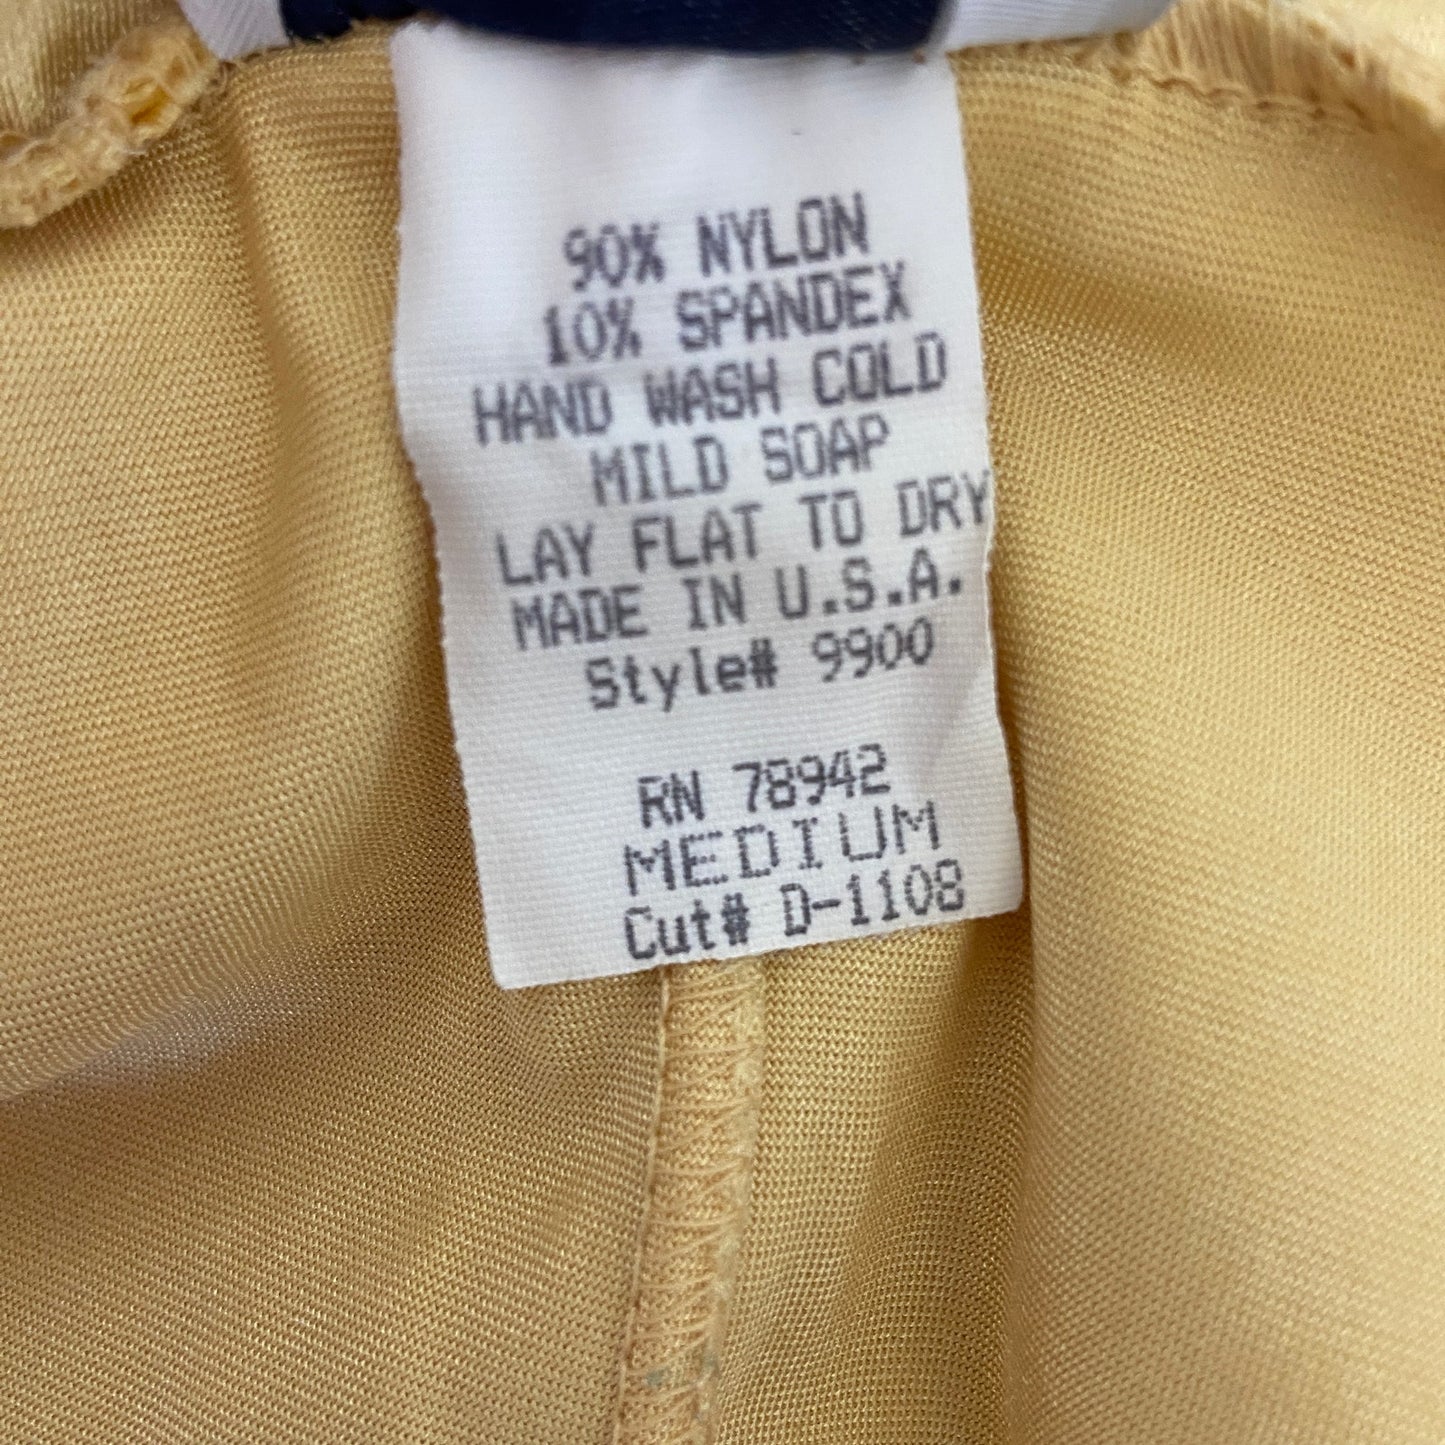 90% NYLON
10% SPANDEX
HAND WASH COLD
MILD SOAP
LAY FLAT TO DRY
MADE IN U.S.A.
Style# 9900
RN 78942
MEDIUM
Cut# D-1108